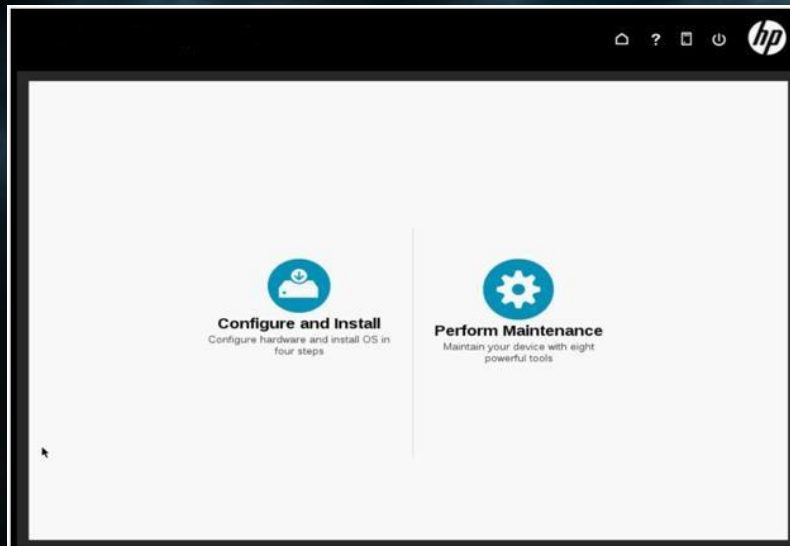 ?
hp
Configure and Install
Configure hardware and install OS in
four steps
Perform Maintenance
Maintain your device with eight
powerful tools